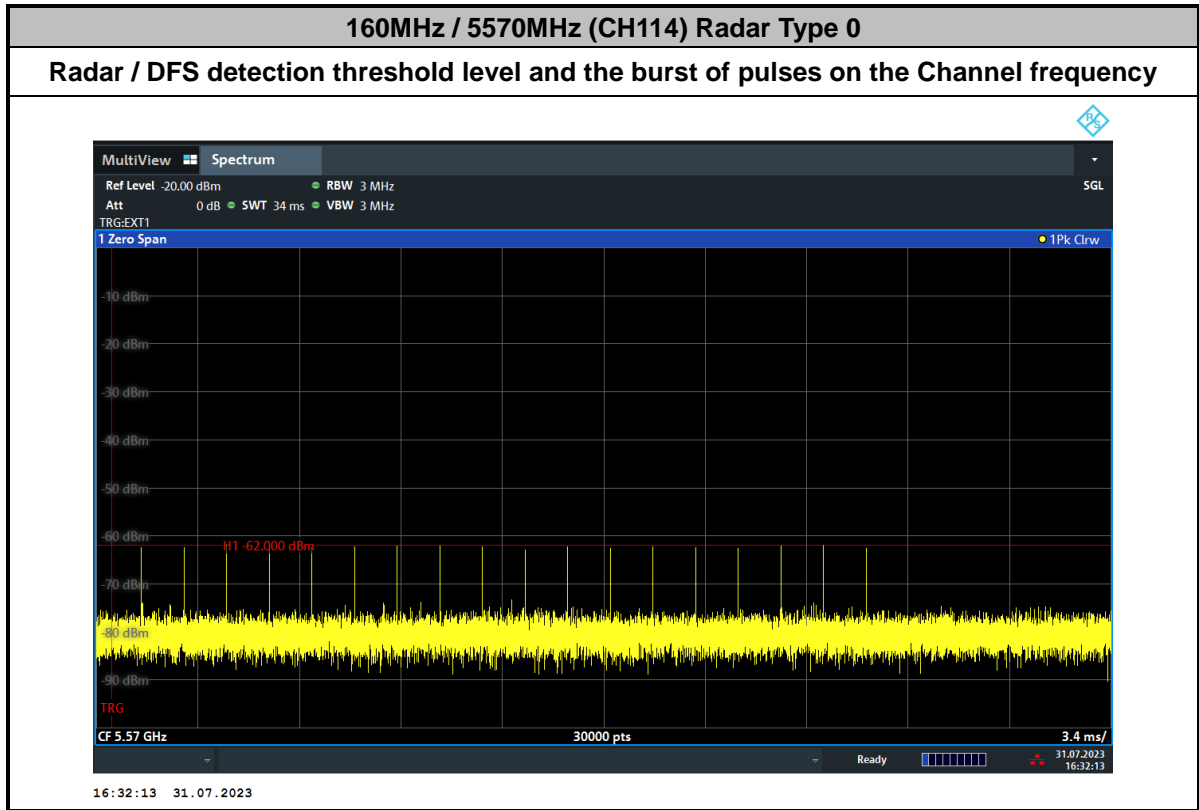 160MHz / 5570MHz (CH114) Radar Type 0
Radar / DFS detection threshold level and the burst of pulses on the Channel frequency
R&S
MultiView Spectrum
Ref Level -20.00 dBm RBW 3 MHz SGL
Att 0 dB SWT 34 ms VBW 3 MHz
TRG:EXT1
1 Zero Span 1Pk Clrw
-10 dBm
-20 dBm
-30 dBm
-40 dBm
-50 dBm
-60 dBm
H1 -62.000 dBm
-70 dBm
-80 dBm
-90 dBm
TRG
CF 5.57 GHz 30000 pts 3.4 ms/
Ready 31.07.2023
16:32:13
16:32:13 31.07.2023